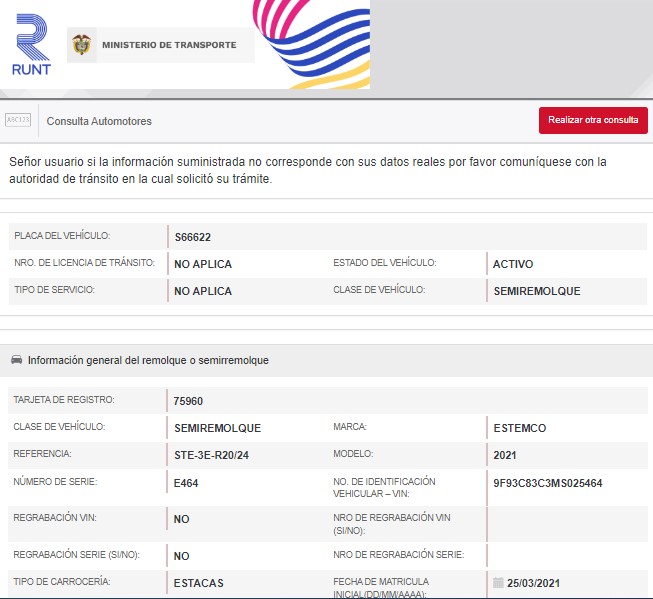 RUNT
MINISTERIO DE TRANSPORTE
ABC123
Consulta Automotores
Realizar otra consulta
Señor usuario si la información suministrada no corresponde con sus datos reales por favor comuníquese con la
autoridad de tránsito en la cual solicitó su trámite.
PLACA DEL VEHÍCULO: S66622
NRO. DE LICENCIA DE TRÁNSITO: NO APLICA ESTADO DEL VEHÍCULO: ACTIVO
TIPO DE SERVICIO: NO APLICA CLASE DE VEHÍCULO: SEMIREMOLQUE
Información general del remolque o semirremolque
TARJETA DE REGISTRO: 75960
CLASE DE VEHÍCULO: SEMIREMOLQUE MARCA: ESTEMCO
REFERENCIA: STE-3E-R20/24 MODELO: 2021
NÚMERO DE SERIE: E464 NO. DE IDENTIFICACIÓN
VEHICULAR – VIN: 9F93C83C3MS025464
REGRABACIÓN VIN: NO NRO DE REGRABACIÓN VIN
(SI/NO):
REGRABACIÓN SERIE (SI/NO): NO NRO DE REGRABACIÓN SERIE:
TIPO DE CARROCERÍA: ESTACAS FECHA DE MATRICULA 25/03/2021
INICIAL(DD/MM/AAAA):